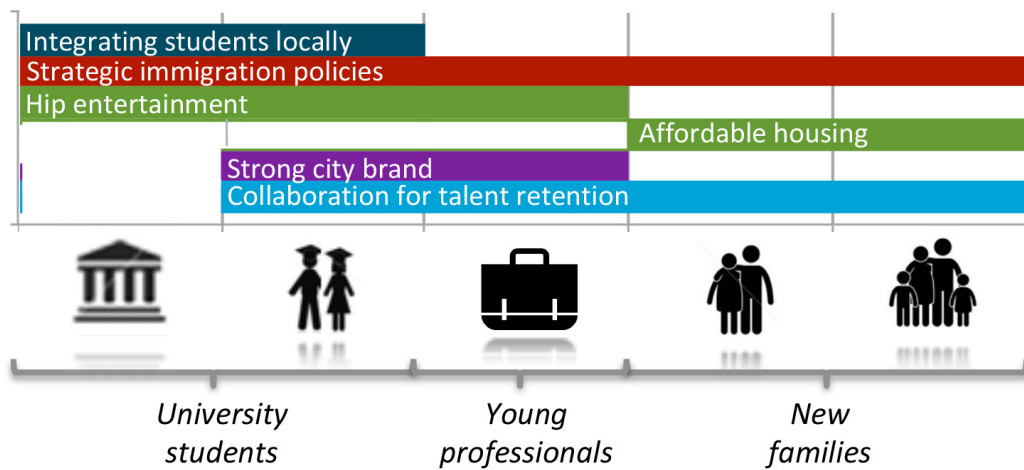 Integrating students locally
Strategic immigration policies
Hip entertainment
Affordable housing
Strong city brand
Collaboration for talent retention
University
students
Young
professionals
New
families